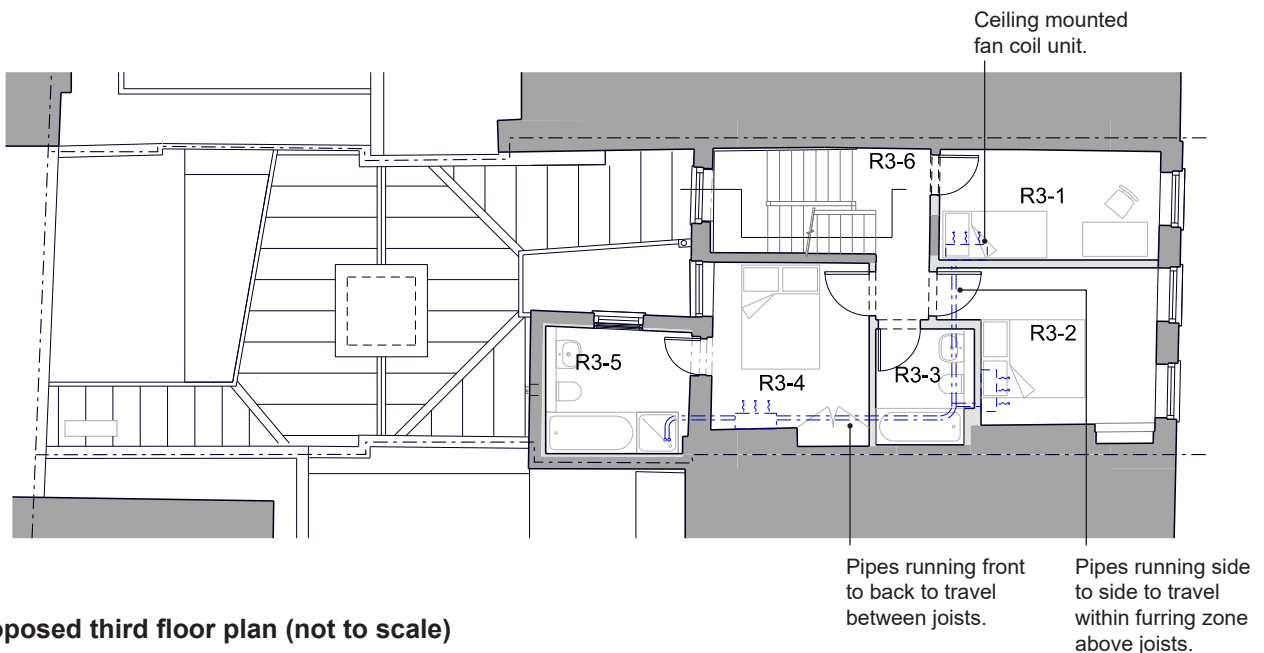 Ceiling mounted
fan coil unit.
R3-6
R3-1
R3-2
R3-5
R3-3
R3-4
Pipes running front
to back to travel
between joists.
Pipes running side
to side to travel
within furring zone
above joists.
oposed third floor plan (not to scale)